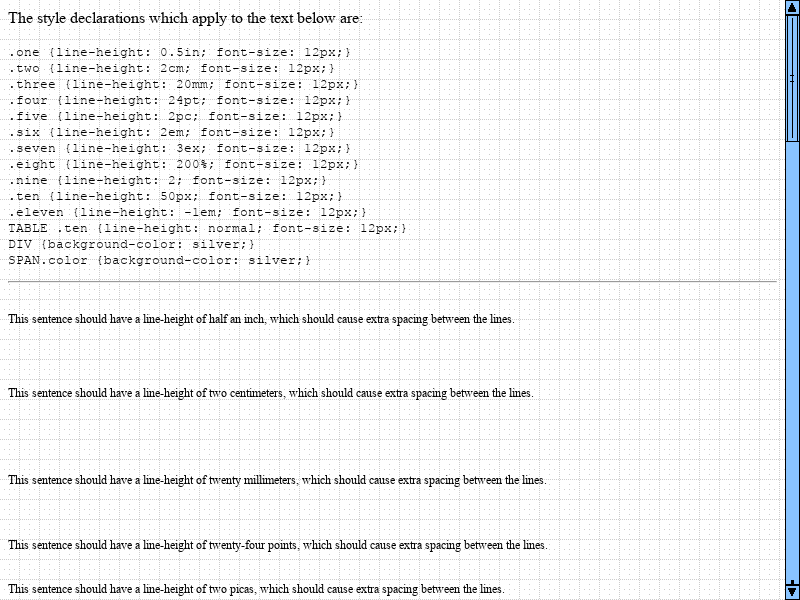 The style declarations which apply to the text below are:
.one {line-height: 0.5in; font-size: 12px;}
.two {line-height: 2cm; font-size: 12px;}
.three {line-height: 20mm; font-size: 12px;}
.four {line-height: 24pt; font-size: 12px;}
.five {line-height: 2pc; font-size: 12px;}
.six {line-height: 2em; font-size: 12px;}
.seven {line-height: 3ex; font-size: 12px;}
.eight {line-height: 200%; font-size: 12px;}
.nine {line-height: 2; font-size: 12px;}
.ten {line-height: 50px; font-size: 12px;}
.eleven {line-height: -1em; font-size: 12px;}
TABLE .ten {line-height: normal; font-size: 12px;}
DIV {background-color: silver;}
SPAN.color {background-color: silver;}
This sentence should have a line-height of half an inch, which should cause extra spacing between the lines.
This sentence should have a line-height of two centimeters, which should cause extra spacing between the lines.
This sentence should have a line-height of twenty millimeters, which should cause extra spacing between the lines.
This sentence should have a line-height of twenty-four points, which should cause extra spacing between the lines.
This sentence should have a line-height of two picas, which should cause extra spacing between the lines.